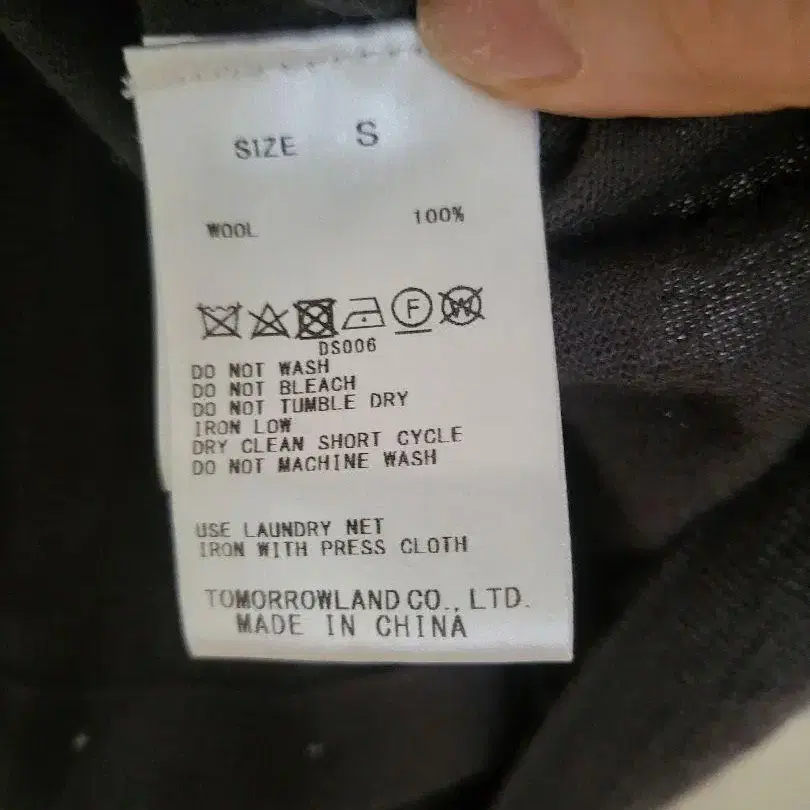 SIZE S
WOOL 100%
F W
DS006
DO NOT WASH
DO NOT BLEACH
DO NOT TUMBLE DRY
IRON LOW
DRY CLEAN SHORT CYCLE
DO NOT MACHINE WASH
USE LAUNDRY NET
IRON WITH PRESS CLOTH
TOMORROWLAND CO., LTD.
MADE IN CHINA